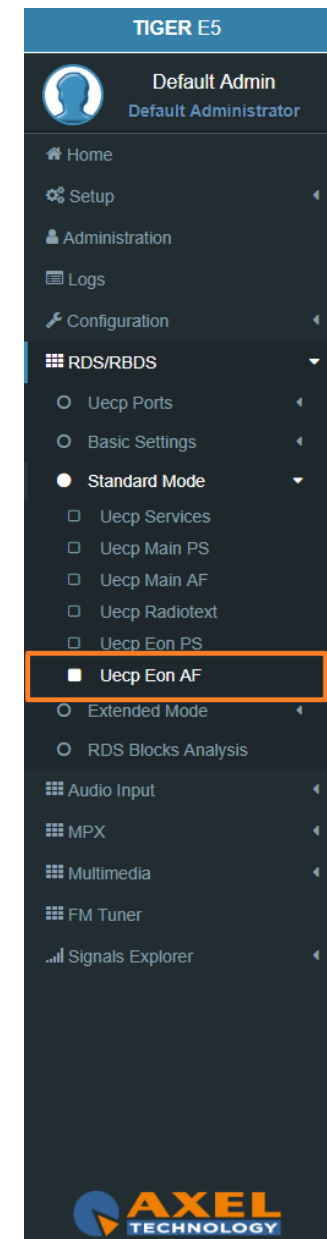 TIGER E5
Default Admin
Default Administrator
Home
Setup
Administration
Logs
Configuration
RDS/RBDS
Uecp Ports
Basic Settings
Standard Mode
Uecp Services
Uecp Main PS
Uecp Main AF
Uecp Radiotext
Uecp Eon PS
Uecp Eon AF
Extended Mode
RDS Blocks Analysis
Audio Input
MPX
Multimedia
FM Tuner
Signals Explorer
AXEL
TECHNOLOGY